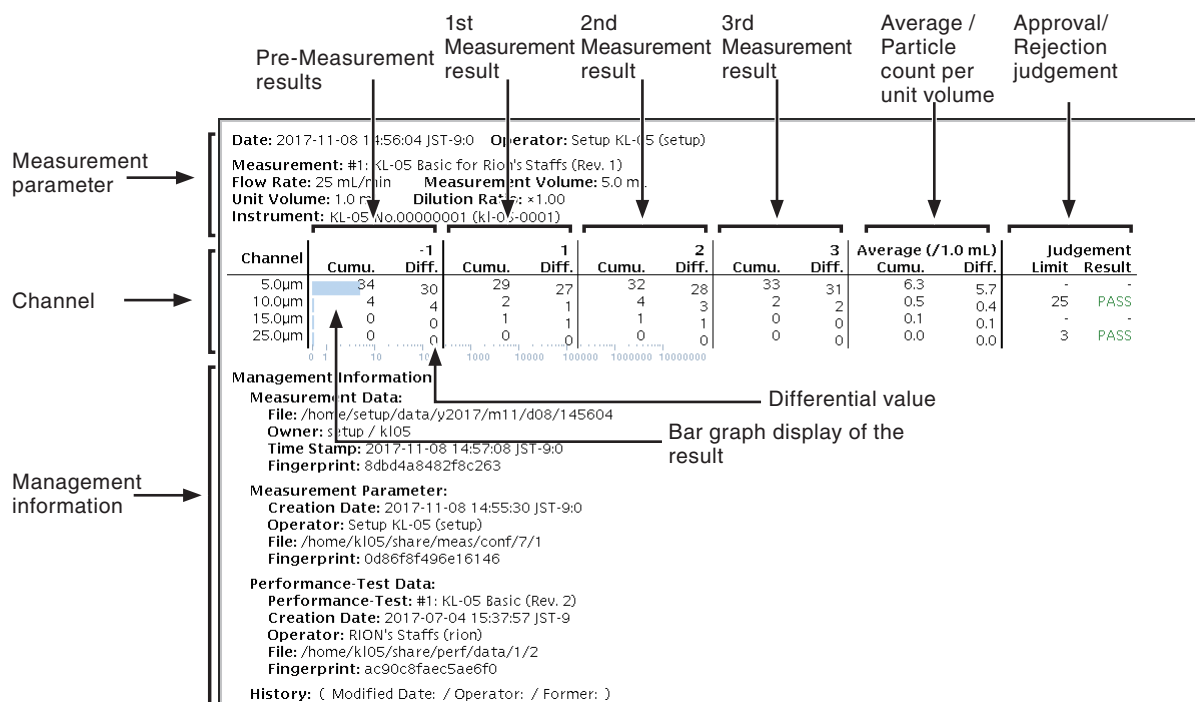 Pre-Measurement
results
1st
Measurement
result
2nd
Measurement
result
3rd
Measurement
result
Average /
Particle
count per
unit volume
Approval/
Rejection
judgement
Measurement
parameter
Date: 2017-11-08 14:56:04 JST-9:0 Operator: Setup KL-05 (setup)
Measurement: #1: KL-05 Basic for Rion's Staffs (Rev. 1)
Flow Rate: 25 mL/min Measurement Volume: 5.0 mL
Unit Volume: 1.0 mL Dilution Ratio: ×1.00
Instrument: KL-05 No.00000001 (kl-05-0001)
Channel
Channel -1 1 2 3 Average (/1.0 mL) Judgement
Cumu. Diff. Cumu. Diff. Cumu. Diff. Cumu. Diff. Cumu. Diff. Limit Result
5.0µm 34 30 29 27 32 28 33 31 6.3 5.7 - -
10.0µm 4 4 2 1 4 3 2 2 0.5 0.4 25 PASS
15.0µm 0 0 1 1 1 1 0 0 0.1 0.1 - -
25.0µm 0 0 0 0 0 0 0 0 0.0 0.0 3 PASS
0 1 10 100 1000 10000 100000 1000000 10000000
Differential value
Bar graph display of the
result
Management
information
Management Information
Measurement Data:
File: /home/setup/data/y2017/m11/d08/145604
Owner: setup / kl05
Time Stamp: 2017-11-08 14:57:08 JST-9:0
Fingerprint: 8dbd4a8482f8c263
Measurement Parameter:
Creation Date: 2017-11-08 14:55:30 JST-9:0
Operator: Setup KL-05 (setup)
File: /home/kl05/share/meas/conf/7/1
Fingerprint: 0d86f8f496e16146
Performance-Test Data:
Performance-Test: #1: KL-05 Basic (Rev. 2)
Creation Date: 2017-07-04 15:37:57 JST-9
Operator: RION's Staffs (rion)
File: /home/kl05/share/perf/data/1/2
Fingerprint: ac90c8faec5ae6f0
History: ( Modified Date: / Operator: / Former: )